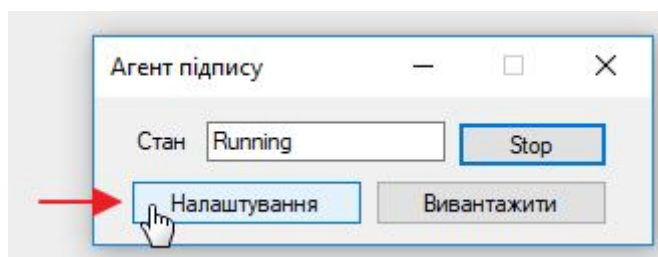 Агент підпису
Стан Running Stop
Налаштування Вивантажити